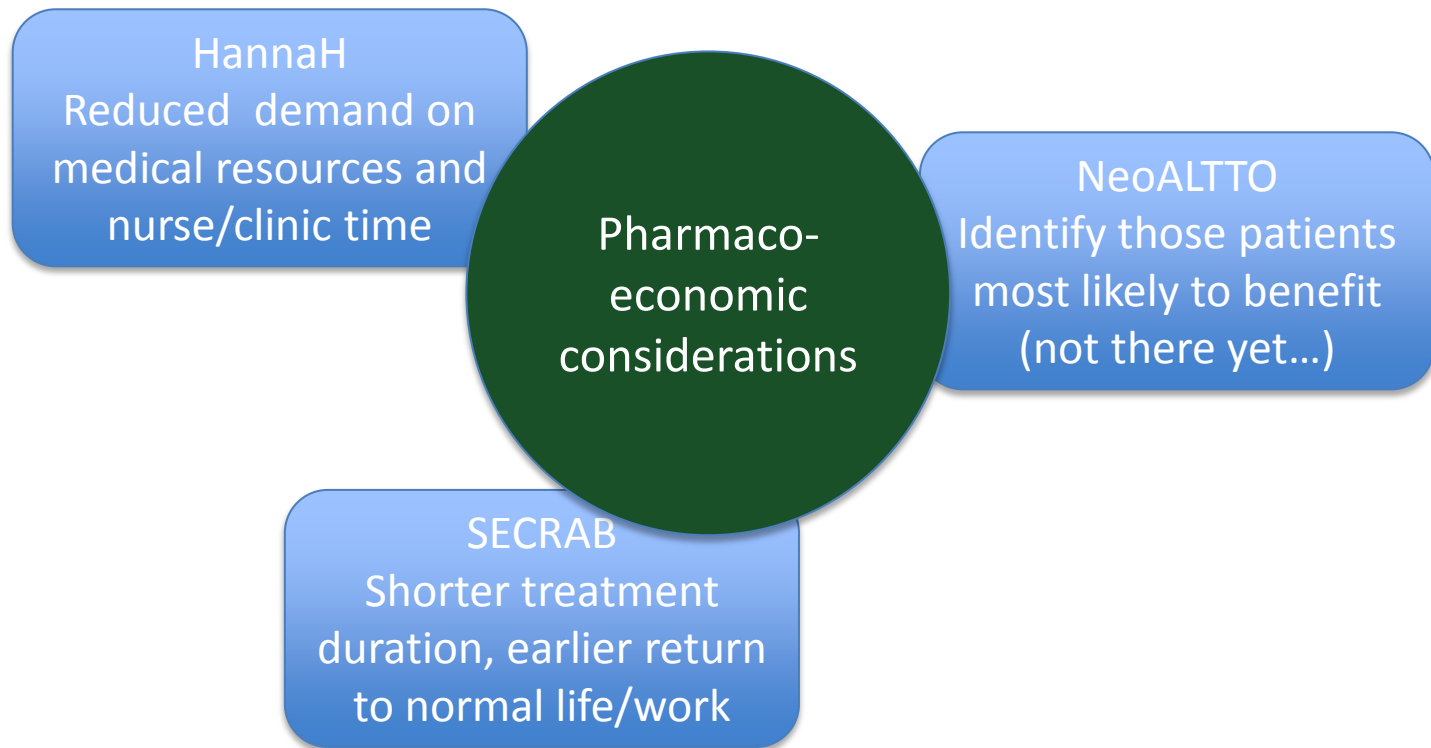 HannaH
Reduced demand on
medical resources and
nurse/clinic time
Pharmaco-
economic
considerations
NeoALTTO
Identify those patients
most likely to benefit
(not there yet…)
SECRAB
Shorter treatment
duration, earlier return
to normal life/work